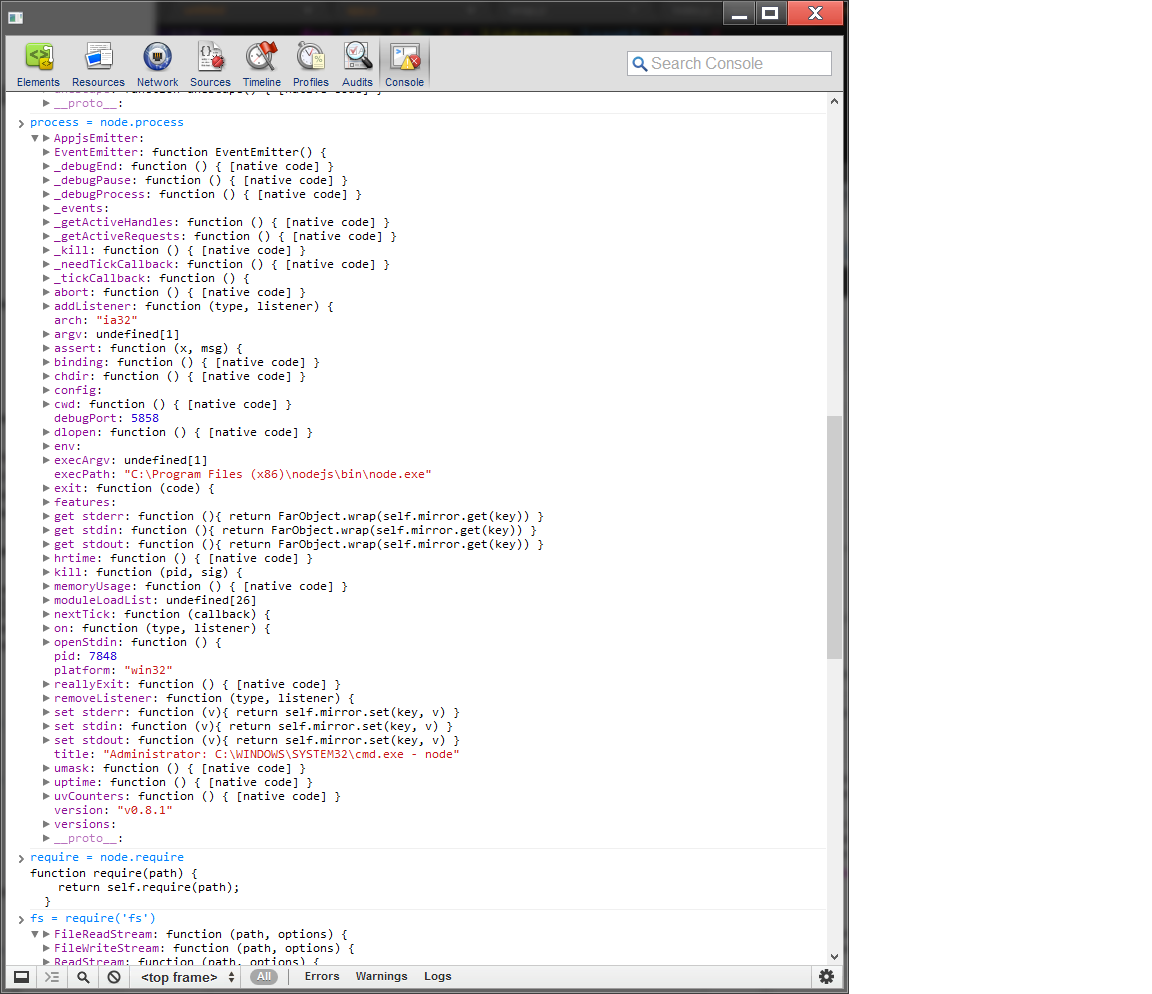 Elements Resources Network Sources Timeline Profiles Audits Console Search Console
__proto__:
process = node.process
AppjsEmitter:
EventEmitter: function EventEmitter() {
_debugEnd: function () { [native code] }
_debugPause: function () { [native code] }
_debugProcess: function () { [native code] }
_events:
_getActiveHandles: function () { [native code] }
_getActiveRequests: function () { [native code] }
_kill: function () { [native code] }
_needTickCallback: function () { [native code] }
_tickCallback: function () {
abort: function () { [native code] }
addListener: function (type, listener) {
arch: "ia32"
argv: undefined[1]
assert: function (x, msg) {
binding: function () { [native code] }
chdir: function () { [native code] }
config:
cwd: function () { [native code] }
debugPort: 5858
dlopen: function () { [native code] }
env:
execArgv: undefined[1]
execPath: "C:\Program Files (x86)\nodejs\bin\node.exe"
exit: function (code) {
features:
get stderr: function (){ return FarObject.wrap(self.mirror.get(key)) }
get stdin: function (){ return FarObject.wrap(self.mirror.get(key)) }
get stdout: function (){ return FarObject.wrap(self.mirror.get(key)) }
hrtime: function () { [native code] }
kill: function (pid, sig) {
memoryUsage: function () { [native code] }
moduleLoadList: undefined[26]
nextTick: function (callback) {
on: function (type, listener) {
openStdin: function () {
pid: 7848
platform: "win32"
reallyExit: function () { [native code] }
removeListener: function (type, listener) {
set stderr: function (v){ return self.mirror.set(key, v) }
set stdin: function (v){ return self.mirror.set(key, v) }
set stdout: function (v){ return self.mirror.set(key, v) }
title: "Administrator: C:\WINDOWS\SYSTEM32\cmd.exe - node"
umask: function () { [native code] }
uptime: function () { [native code] }
uvCounters: function () { [native code] }
version: "v0.8.1"
versions:
__proto__:
require = node.require
function require(path) {
return self.require(path);
}
fs = require('fs')
FileReadStream: function (path, options) {
FileWriteStream: function (path, options) {
ReadStream: function (path, options) {
<top frame> All Errors Warnings Logs